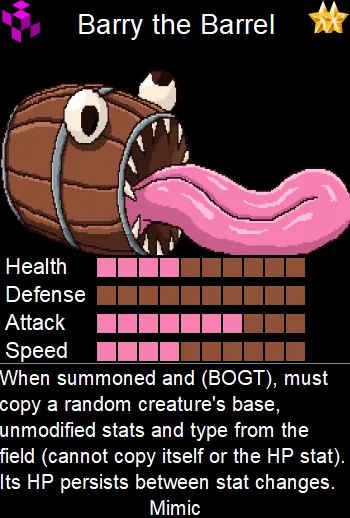 Barry the Barrel
Health
Defense
Attack
Speed
When summoned and (BOGT), must
copy a random creature's base,
unmodified stats and type from the
field (cannot copy itself or the HP stat).
Its HP persists between stat changes.
Mimic